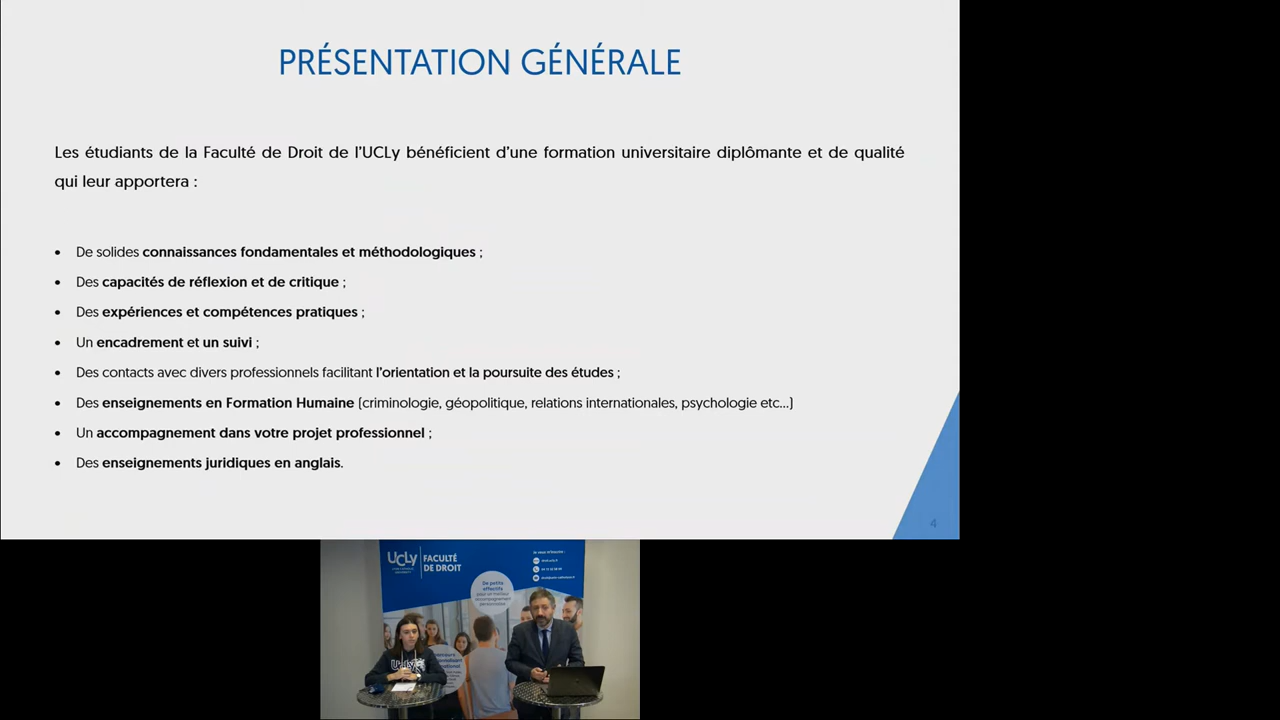 PRÉSENTATION GÉNÉRALE
Les étudiants de la Faculté de Droit de l'UCLy bénéficient d'une formation universitaire diplômante et de qualité
qui leur apportera :
• De solides connaissances fondamentales et méthodologiques ;
• Des capacités de réflexion et de critique ;
• Des expériences et compétences pratiques ;
• Un encadrement et un suivi ;
• Des contacts avec divers professionnels facilitant l'orientation et la poursuite des études ;
• Des enseignements en Formation Humaine (criminologie, géopolitique, relations internationales, psychologie etc...)
• Un accompagnement dans votre projet professionnel ;
• Des enseignements juridiques en anglais.
4
UCLy
FACULTÉ
DE DROIT
De petits
effectifs
UCLy